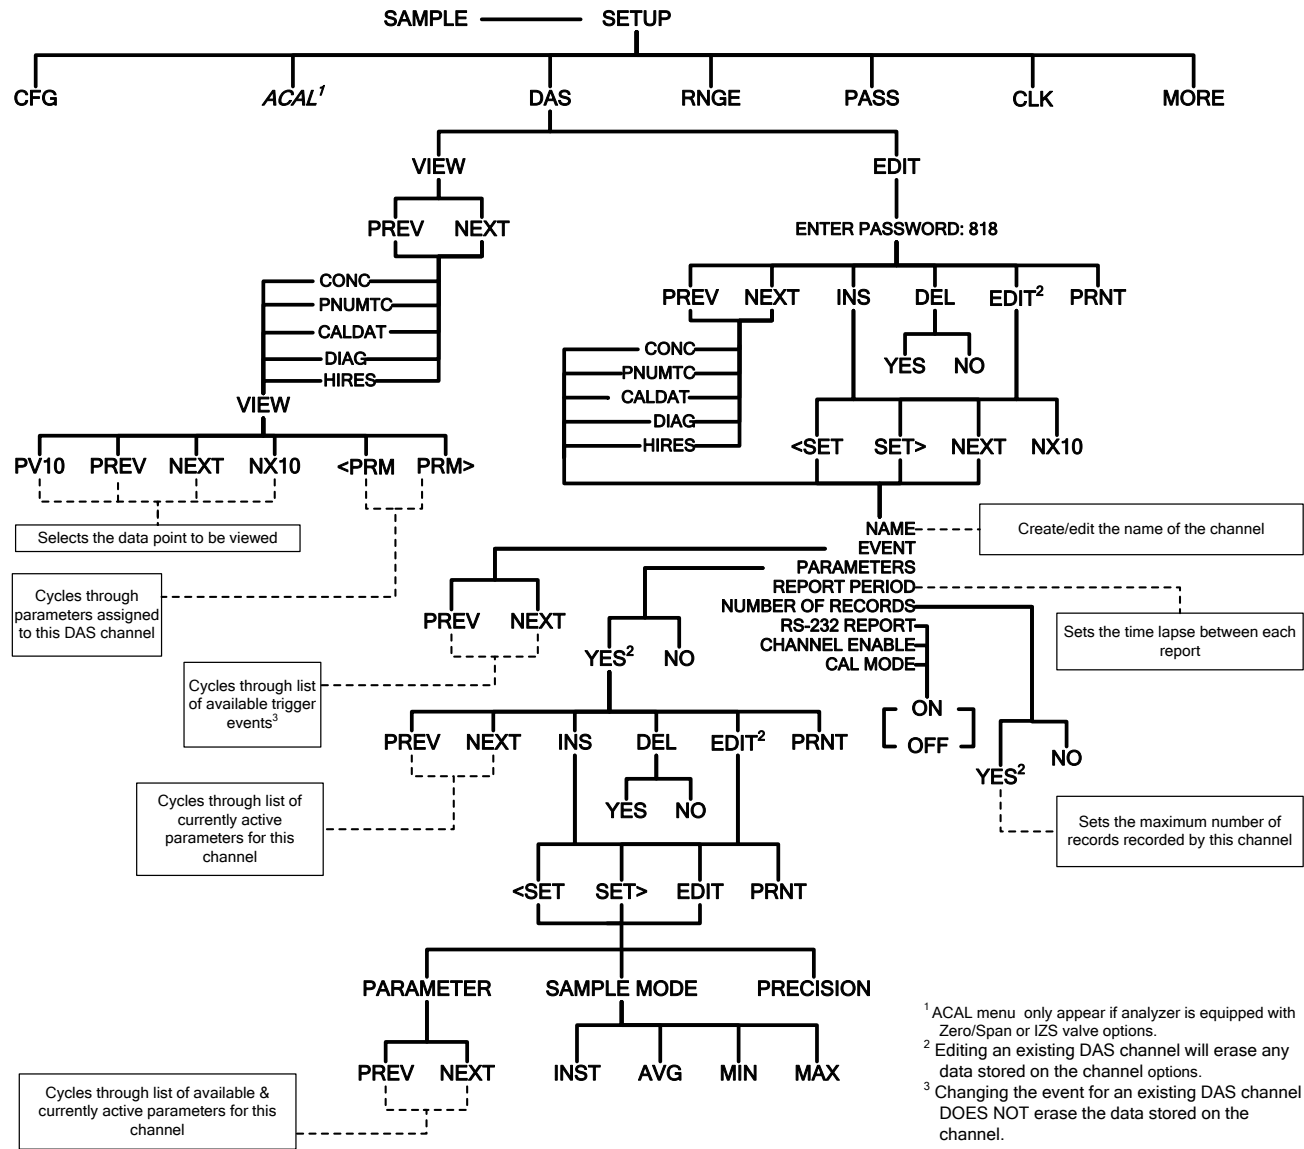 SAMPLE SETUP
CFG ACAL¹ DAS RNGE PASS CLK MORE
VIEW EDIT
PREV NEXT
ENTER PASSWORD: 818
CONC
PNUMTC
CALDAT
DIAG
HIRES
VIEW
PV10 PREV NEXT NX10 <PRM PRM>
Selects the data point to be viewed
Cycles through
parameters assigned
to this DAS channel
PREV NEXT INS DEL EDIT² PRNT
YES NO
CONC
PNUMTC
CALDAT
DIAG
HIRES
<SET SET> NEXT NX10
NAME
Create/edit the name of the channel
EVENT
PARAMETERS
REPORT PERIOD
NUMBER OF RECORDS
RS-232 REPORT
CHANNEL ENABLE
CAL MODE
Sets the time lapse between each
report
PREV NEXT
Cycles through list
of available trigger
events³
YES² NO
ON
OFF
YES² NO
Sets the maximum number of
records recorded by this channel
PREV NEXT INS DEL EDIT² PRNT
Cycles through list of
currently active
parameters for this
channel
YES NO
<SET SET> EDIT PRNT
PARAMETER SAMPLE MODE PRECISION
PREV NEXT INST AVG MIN MAX
Cycles through list of available &
currently active parameters for this
channel
¹ ACAL menu only appear if analyzer is equipped with
Zero/Span or IZS valve options.
² Editing an existing DAS channel will erase any
data stored on the channel options.
³ Changing the event for an existing DAS channel
DOES NOT erase the data stored on the
channel.